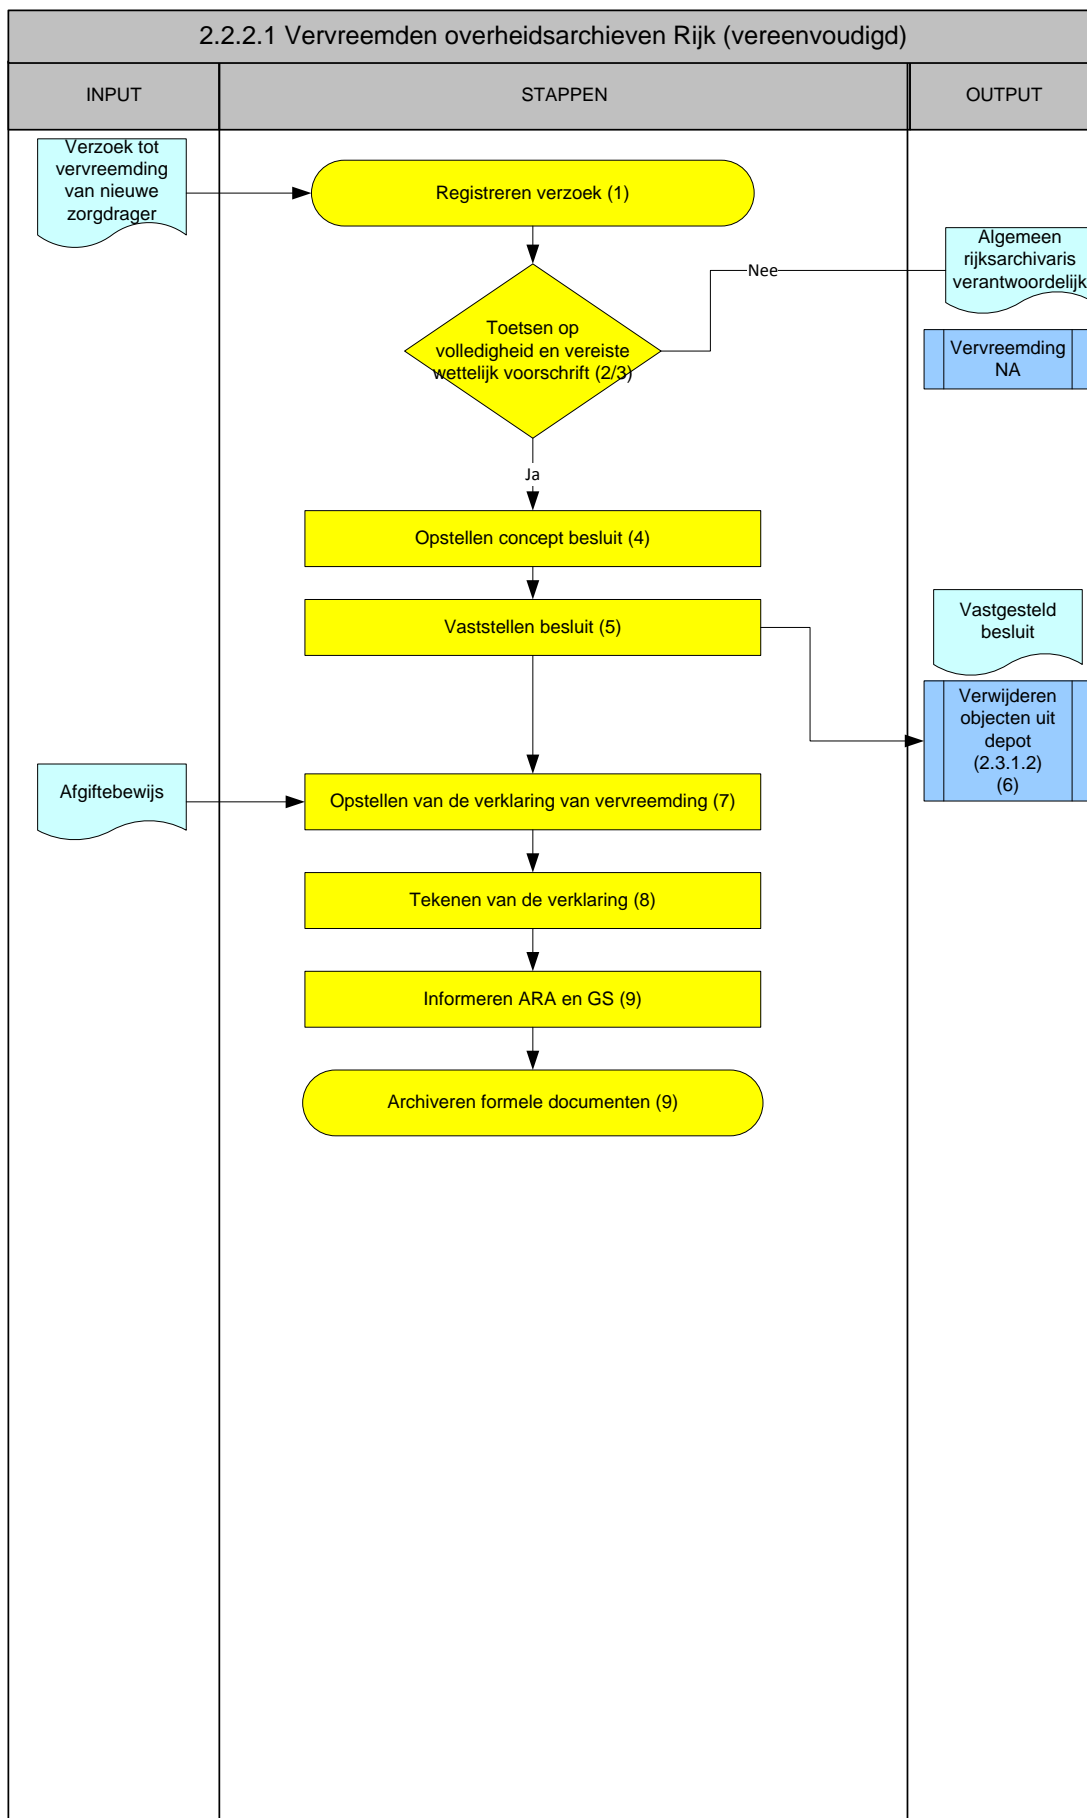 2.2.2.1 Vervreemden overheidsarchieven Rijk (vereenvoudigd)
INPUT
STAPPEN
OUTPUT
Verzoek tot
vervreemding
van nieuwe
zorgdrager
Registreren verzoek (1)
Algemeen
rijksarchivaris
verantwoordelijk
Nee
Toetsen op
volledigheid en vereiste
wettelijk voorschrift (2/3)
Vervreemding
NA
Ja
Opstellen concept besluit (4)
Vaststellen besluit (5)
Vastgesteld
besluit
Verwijderen
objecten uit
depot
(2.3.1.2)
(6)
Afgiftebewijs
Opstellen van de verklaring van vervreemding (7)
Tekenen van de verklaring (8)
Informeren ARA en GS (9)
Archiveren formele documenten (9)